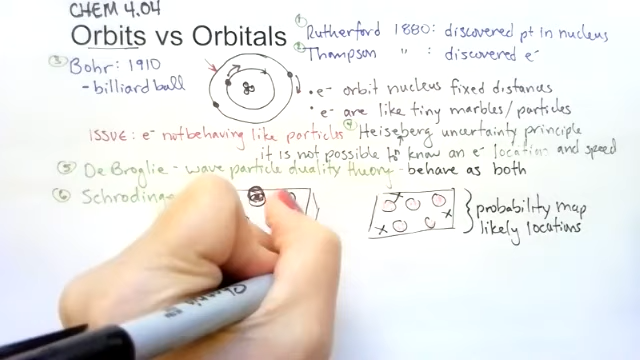 CHEM 4.04
Orbits vs Orbitals
① Rutherford 1880: discovered pt in nucleus
② Thompson " : discovered e-
③ Bohr: 1910
- billiard ball
• e- orbit nucleus fixed distances
• e- are like tiny marbles/particles
ISSUE: e- not behaving like particles
④ Heiseberg uncertainty principle
n
it is not possible to know an e- location and speed
⑤ De Broglie - wave particle duality theory - behave as both
⑥ Schrodinge
probability map
likely locations